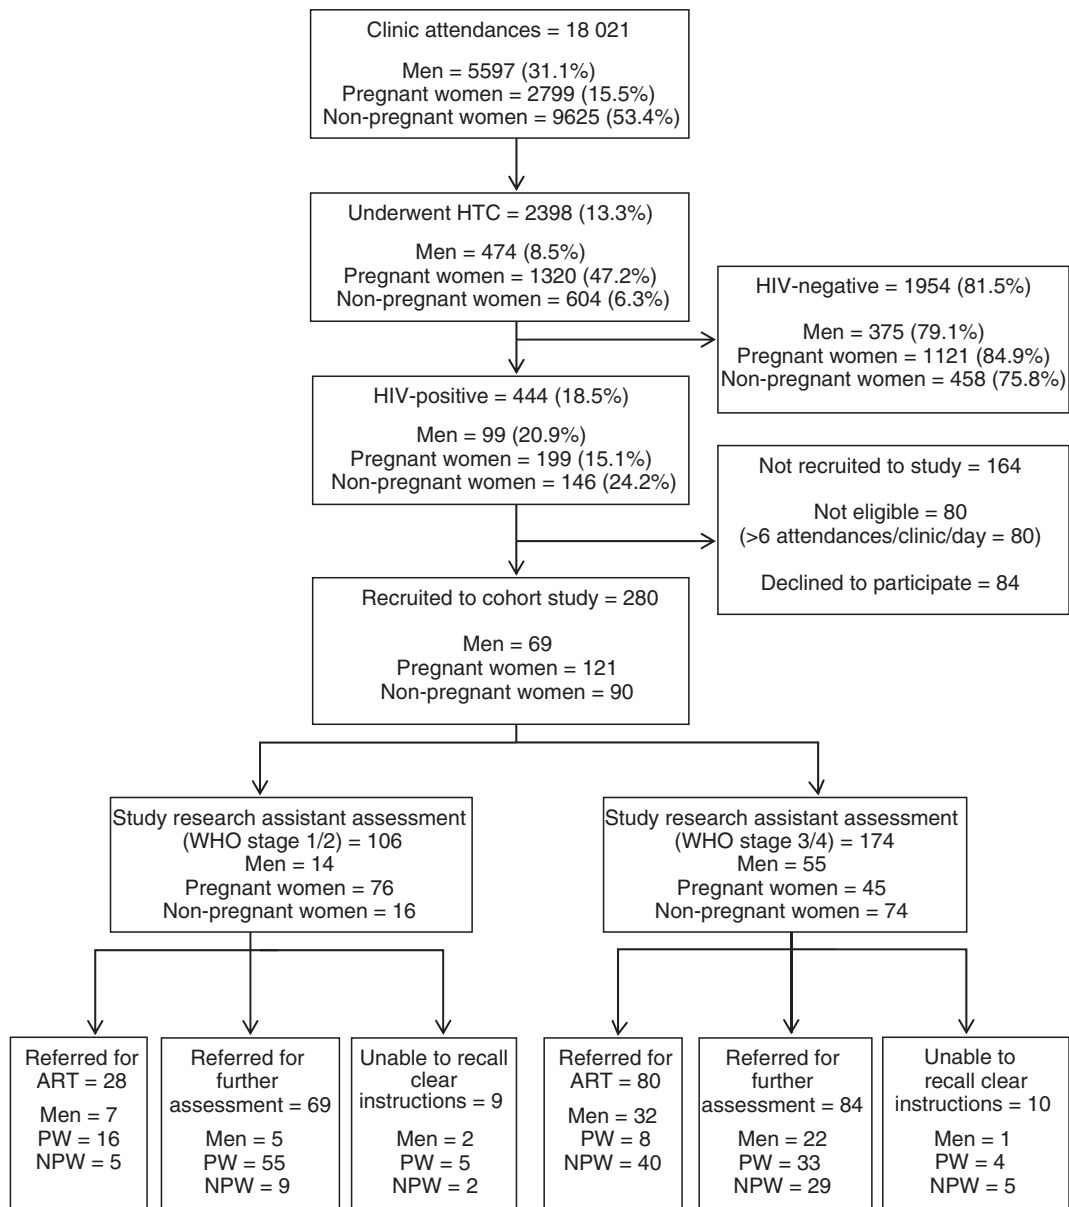 Clinic attendances = 18 021
Men = 5597 (31.1%)
Pregnant women = 2799 (15.5%)
Non-pregnant women = 9625 (53.4%)
Underwent HTC = 2398 (13.3%)
Men = 474 (8.5%)
Pregnant women = 1320 (47.2%)
Non-pregnant women = 604 (6.3%)
HIV-negative = 1954 (81.5%)
Men = 375 (79.1%)
Pregnant women = 1121 (84.9%)
Non-pregnant women = 458 (75.8%)
HIV-positive = 444 (18.5%)
Men = 99 (20.9%)
Pregnant women = 199 (15.1%)
Non-pregnant women = 146 (24.2%)
Not recruited to study = 164
Not eligible = 80
(>6 attendances/clinic/day = 80)
Declined to participate = 84
Recruited to cohort study = 280
Men = 69
Pregnant women = 121
Non-pregnant women = 90
Study research assistant assessment
(WHO stage 1/2) = 106
Men = 14
Pregnant women = 76
Non-pregnant women = 16
Study research assistant assessment
(WHO stage 3/4) = 174
Men = 55
Pregnant women = 45
Non-pregnant women = 74
Referred for
ART = 28
Men = 7
PW = 16
NPW = 5
Referred for
further
assessment = 69
Men = 5
PW = 55
NPW = 9
Unable to recall
clear
instructions = 9
Men = 2
PW = 5
NPW = 2
Referred for
ART = 80
Men = 32
PW = 8
NPW = 40
Referred for
further
assessment = 84
Men = 22
PW = 33
NPW = 29
Unable to
recall clear
instructions = 10
Men = 1
PW = 4
NPW = 5